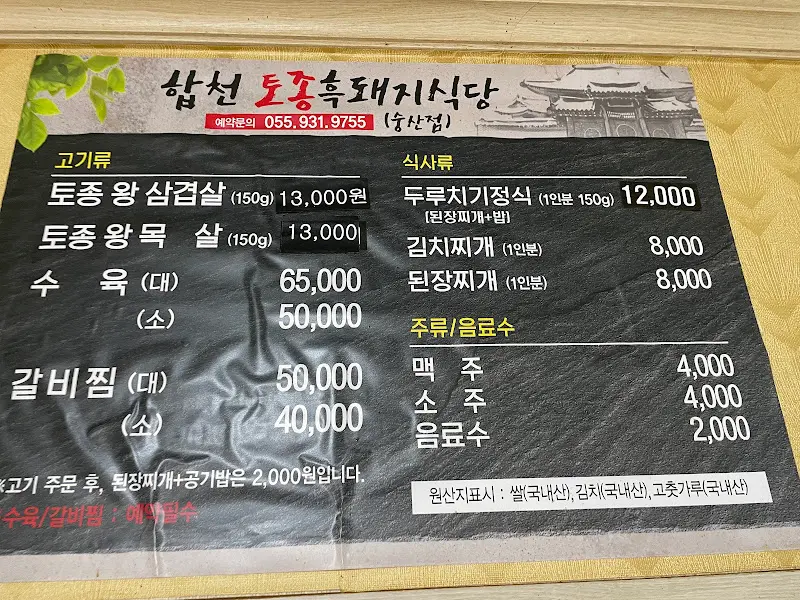 합천 토종흑돼지식당
예약문의 055.931.9755 (숭산점)
고기류
토종 왕 삼겹살 (150g) 13,000원
토종 왕 목 살 (150g) 13,000
수 육 (대) 65,000
(소) 50,000
갈비찜 (대) 50,000
(소) 40,000
※고기 주문 후, 된장찌개+공기밥은 2,000원입니다.
수육/갈비찜 : 예약필수
식사류
두루치기정식 (1인분 150g) 12,000
(된장찌개+밥)
김치찌개 (1인분) 8,000
된장찌개 (1인분) 8,000
주류/음료수
맥 주 4,000
소 주 4,000
음료수 2,000
원산지표시 : 쌀(국내산), 김치(국내산), 고춧가루(국내산)